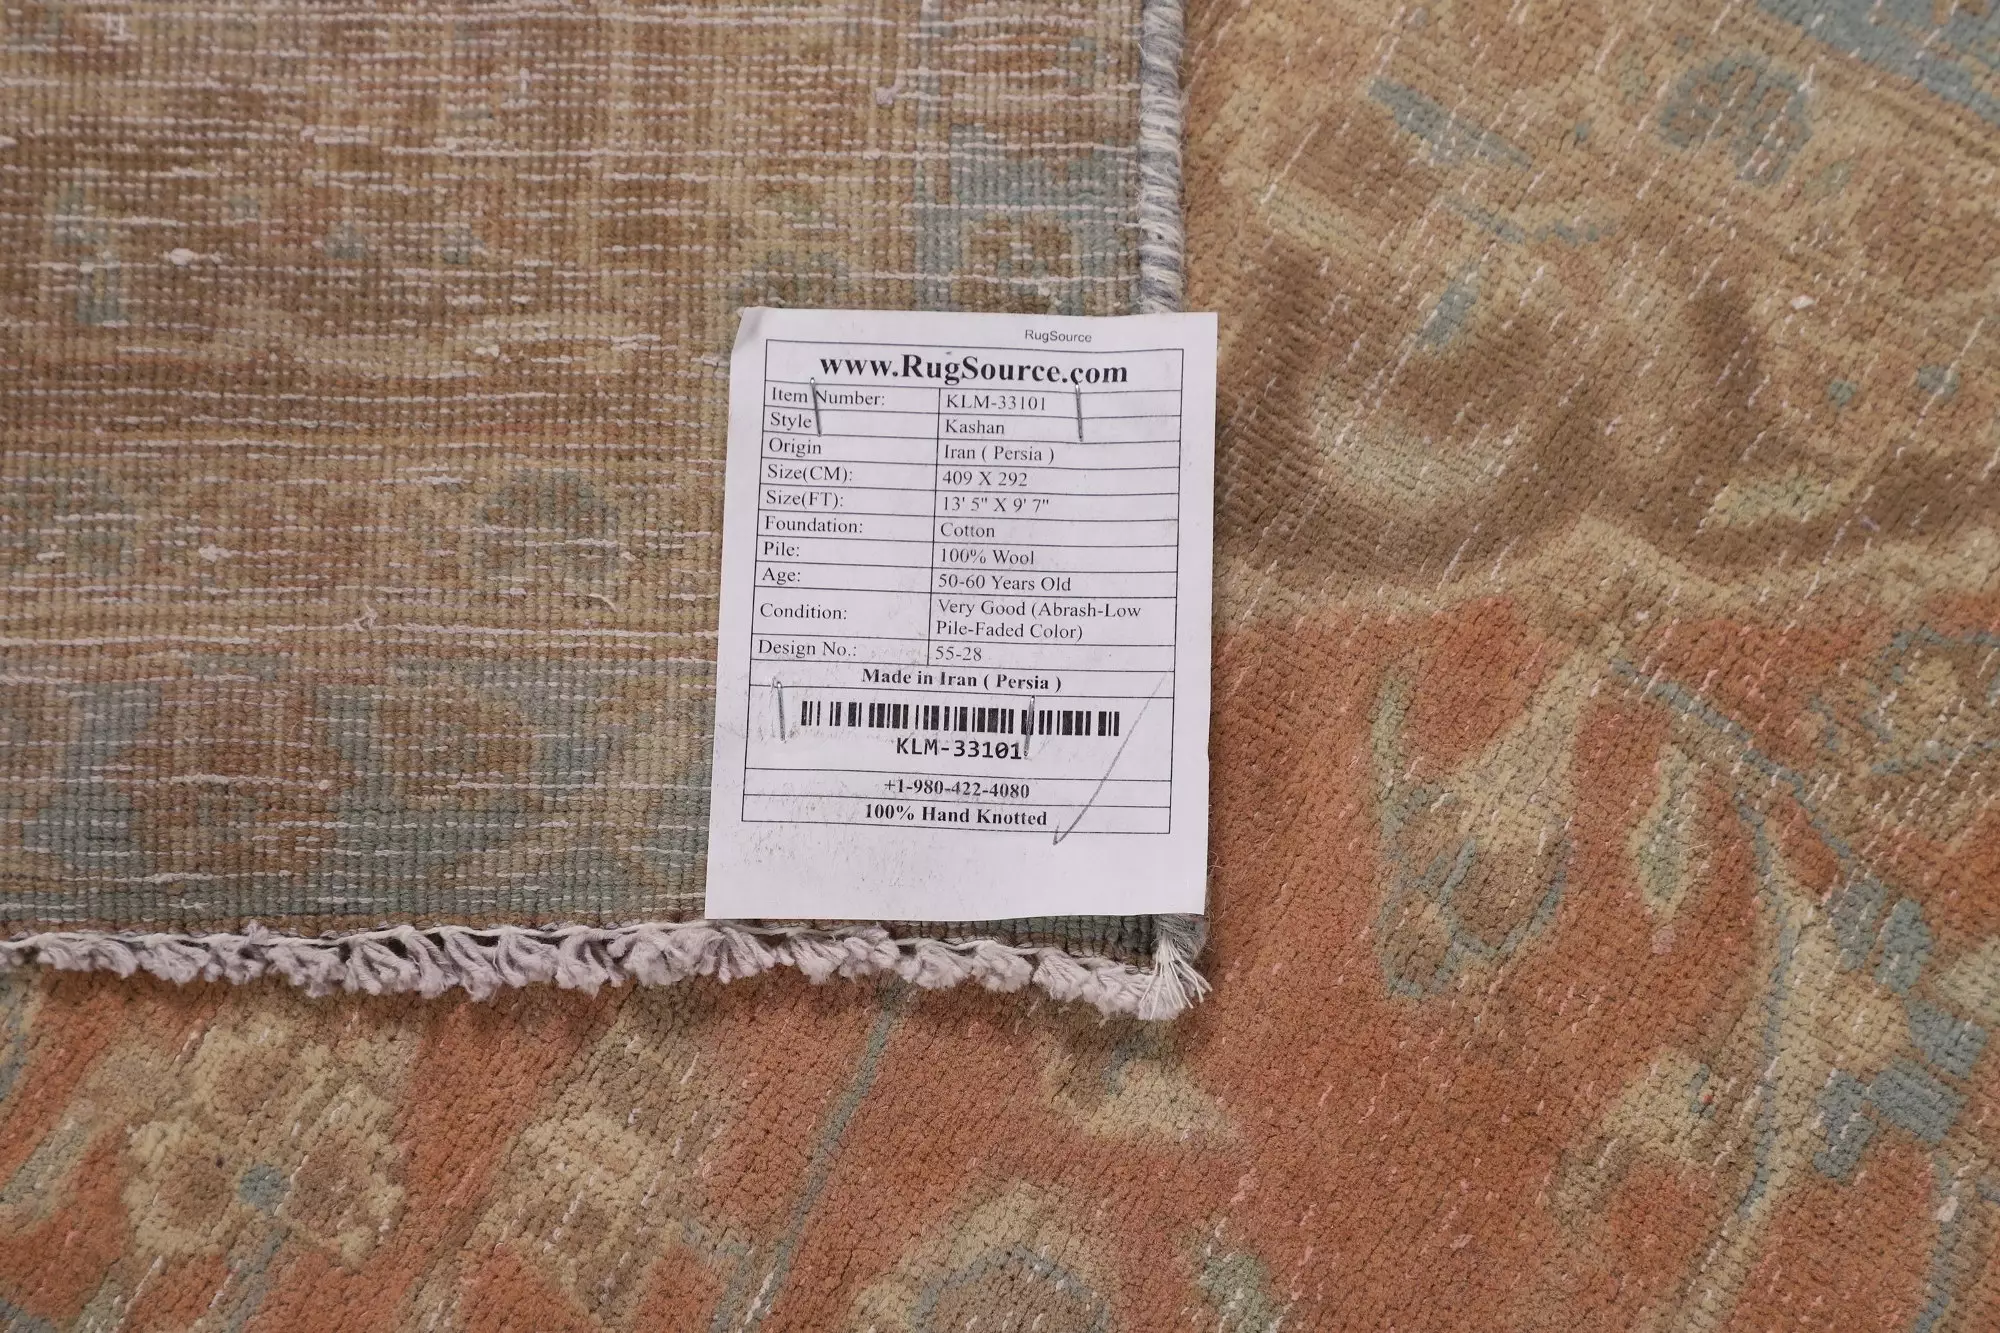 RugSource
www.RugSource.com
Item Number: KLM-33101
Style Kashan
Origin Iran ( Persia )
Size(CM): 409 X 292
Size(FT): 13' 5" X 9' 7"
Foundation: Cotton
Pile: 100% Wool
Age: 50-60 Years Old
Condition: Very Good (Abrash-Low
Pile-Faded Color)
Design No.: 55-28
Made in Iran ( Persia )
KLM-33101
+1-980-422-4080
100% Hand Knotted